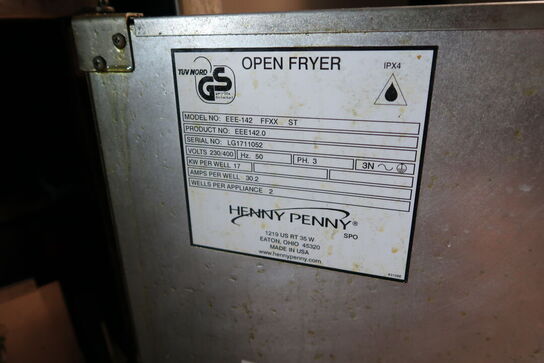 OPEN FRYER
IPX4
TÜV NORD
GS
MODEL NO: EEE-142 FFXX ST
PRODUCT NO: EEE142.0
SERIAL NO: LG1711052
VOLTS 230/400 Hz. 50 PH. 3 3N
KW PER WELL 17
AMPS PER WELL 30.2
WELLS PER APPLIANCE 2
HENNY PENNY®
1219 US RT 35 W SPO
EATON, OHIO 45320
MADE IN USA
www.hennypenny.com